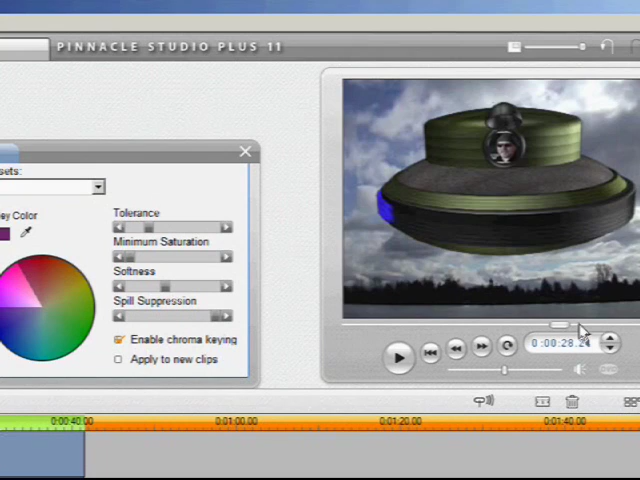 PINNACLE STUDIO PLUS 11
sets:
ey Color
Tolerance
Minimum Saturation
Softness
Spill Suppression
Enable chroma keying
Apply to new clips
0:00:28.24
0:00:40.00 0:01:00.00 0:01:20.00 0:01:40.00